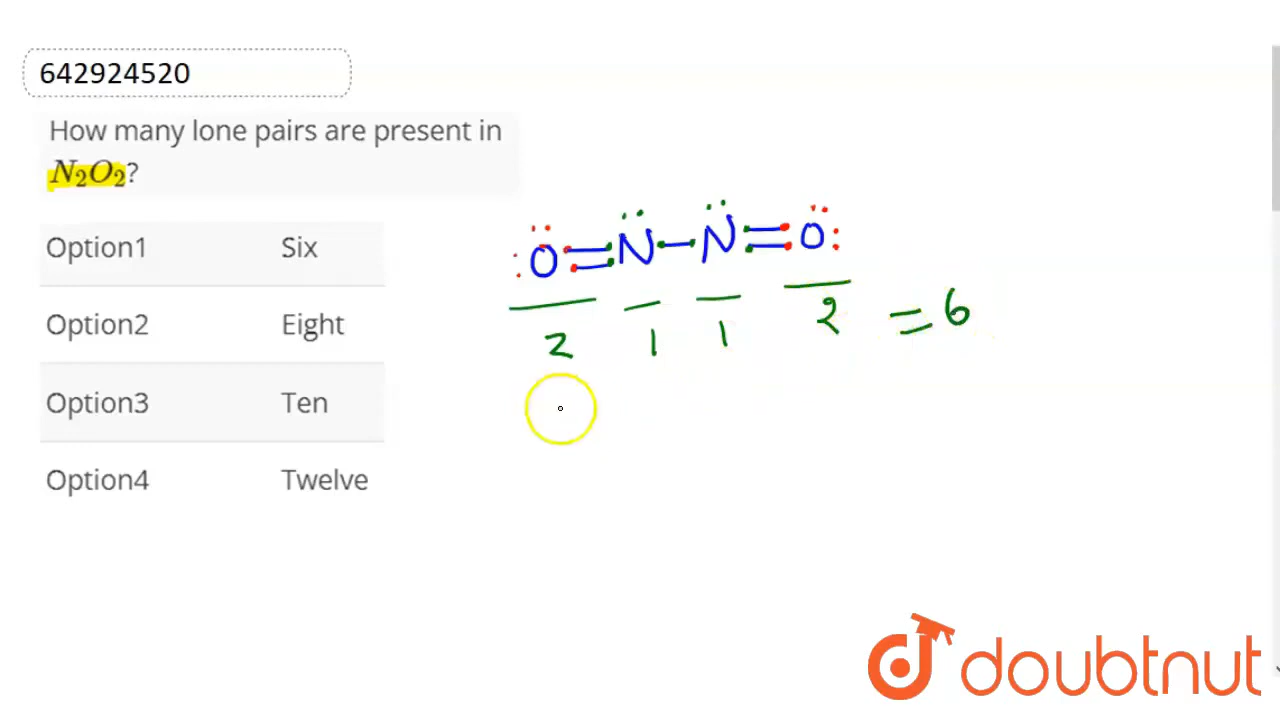 642924520
How many lone pairs are present in
N₂O₂?
Option1 Six
Option2 Eight
Option3 Ten
Option4 Twelve
O=N-N=O
2 1 1 2 = 6
doubtnut